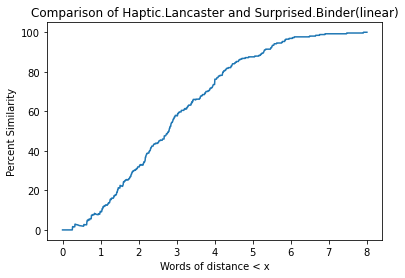 Comparison of Haptic.Lancaster and Surprised.Binder(linear)
100
80
60
40
20
0
Percent Similarity
0 1 2 3 4 5 6 7 8
Words of distance < x